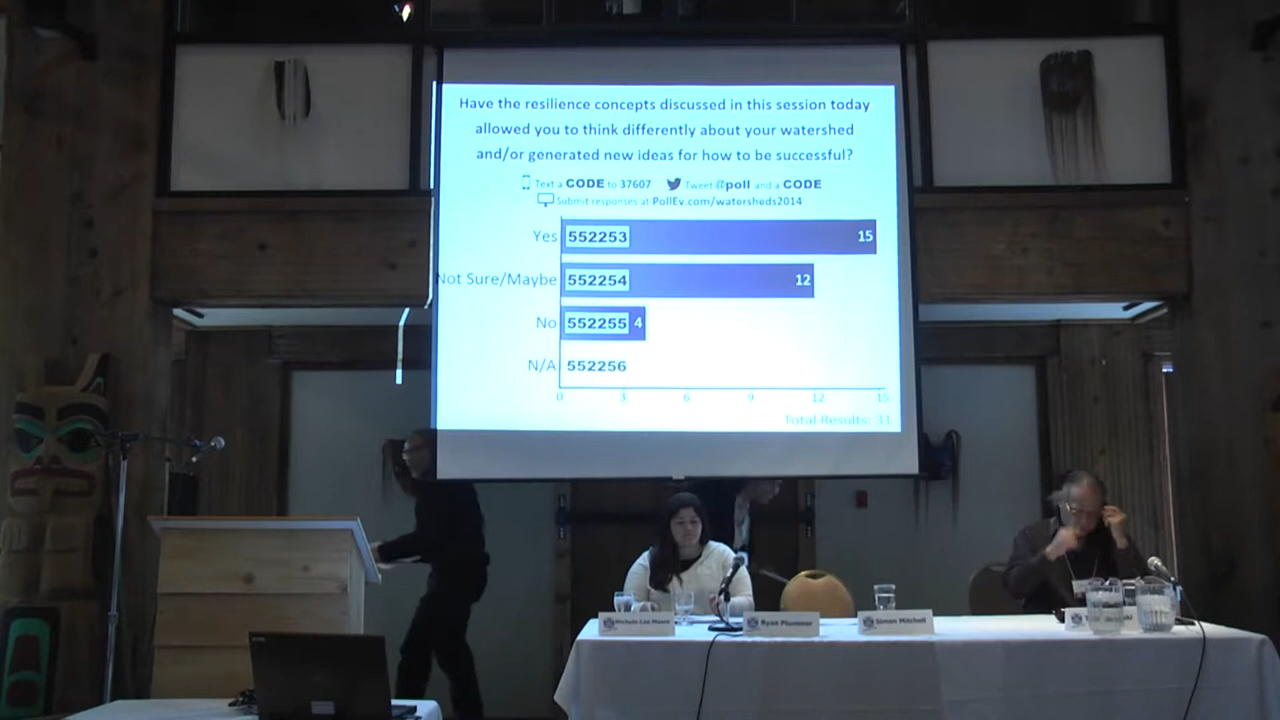 Have the resilience concepts discussed in this session today
allowed you to think differently about your watershed
and/or generated new ideas for how to be successful?
Text a CODE to 37607 Tweet @poll and a CODE
Submit responses at PollEv.com/watersheds2014
Yes 552253 15
Not Sure/Maybe 552254 12
No 552255 4
N/A 552256
0 3 6 9 12 15
Total Results: 31
Michele-Lee Moore
Ryan Plummer
Simon Mitchell